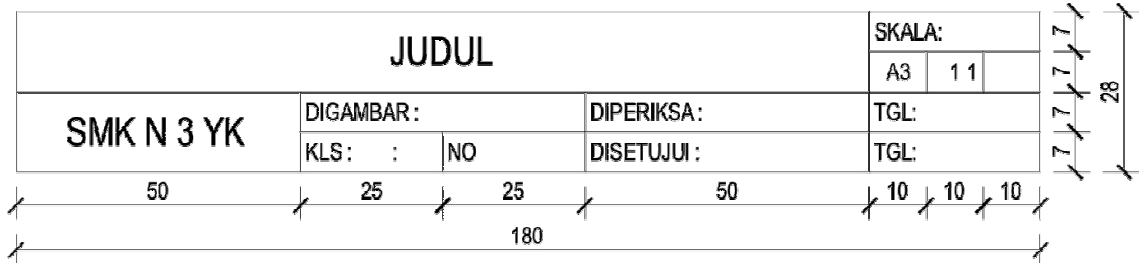 JUDUL
SKALA:
A3 1 1
SMK N 3 YK
DIGAMBAR :
DIPERIKSA :
TGL:
KLS : :
NO
DISETUJUI :
TGL:
7
7
7
7
28
50 25 25 50 10 10 10
180